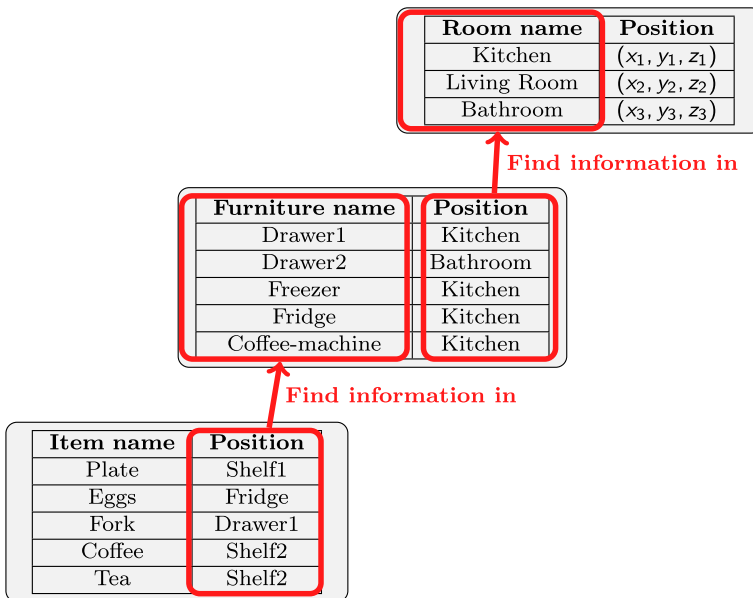 Room name Position
Kitchen (x₁, y₁, z₁)
Living Room (x₂, y₂, z₂)
Bathroom (x₃, y₃, z₃)
Find information in
Furniture name Position
Drawer1 Kitchen
Drawer2 Bathroom
Freezer Kitchen
Fridge Kitchen
Coffee-machine Kitchen
Find information in
Item name Position
Plate Shelf1
Eggs Fridge
Fork Drawer1
Coffee Shelf2
Tea Shelf2